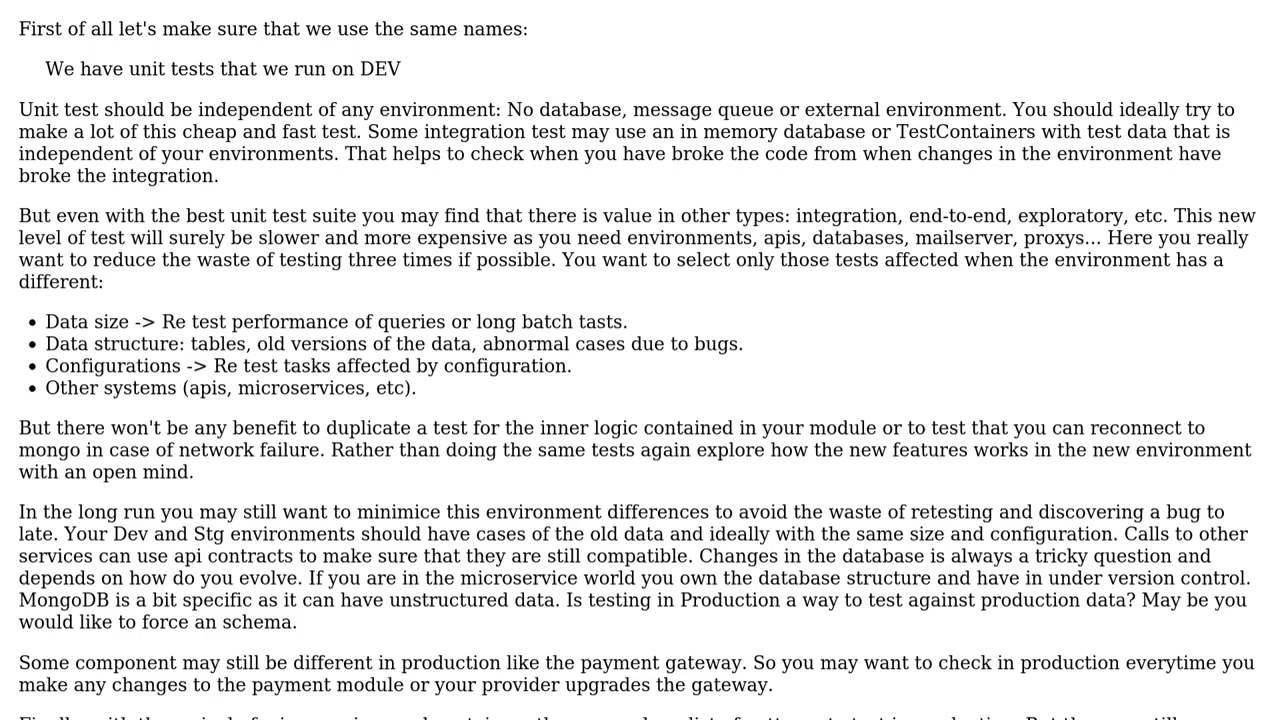 First of all let's make sure that we use the same names:
We have unit tests that we run on DEV
Unit test should be independent of any environment: No database, message queue or external environment. You should ideally try to
make a lot of this cheap and fast test. Some integration test may use an in memory database or TestContainers with test data that is
independent of your environments. That helps to check when you have broke the code from when changes in the environment have
broke the integration.
But even with the best unit test suite you may find that there is value in other types: integration, end-to-end, exploratory, etc. This new
level of test will surely be slower and more expensive as you need environments, apis, databases, mailserver, proxys... Here you really
want to reduce the waste of testing three times if possible. You want to select only those tests affected when the environment has a
different:
• Data size -> Re test performance of queries or long batch tasts.
• Data structure: tables, old versions of the data, abnormal cases due to bugs.
• Configurations -> Re test tasks affected by configuration.
• Other systems (apis, microservices, etc).
But there won't be any benefit to duplicate a test for the inner logic contained in your module or to test that you can reconnect to
mongo in case of network failure. Rather than doing the same tests again explore how the new features works in the new environment
with an open mind.
In the long run you may still want to minimice this environment differences to avoid the waste of retesting and discovering a bug to
late. Your Dev and Stg environments should have cases of the old data and ideally with the same size and configuration. Calls to other
services can use api contracts to make sure that they are still compatible. Changes in the database is always a tricky question and
depends on how do you evolve. If you are in the microservice world you own the database structure and have in under version control.
MongoDB is a bit specific as it can have unstructured data. Is testing in Production a way to test against production data? May be you
would like to force an schema.
Some component may still be different in production like the payment gateway. So you may want to check in production everytime you
make any changes to the payment module or your provider upgrades the gateway.